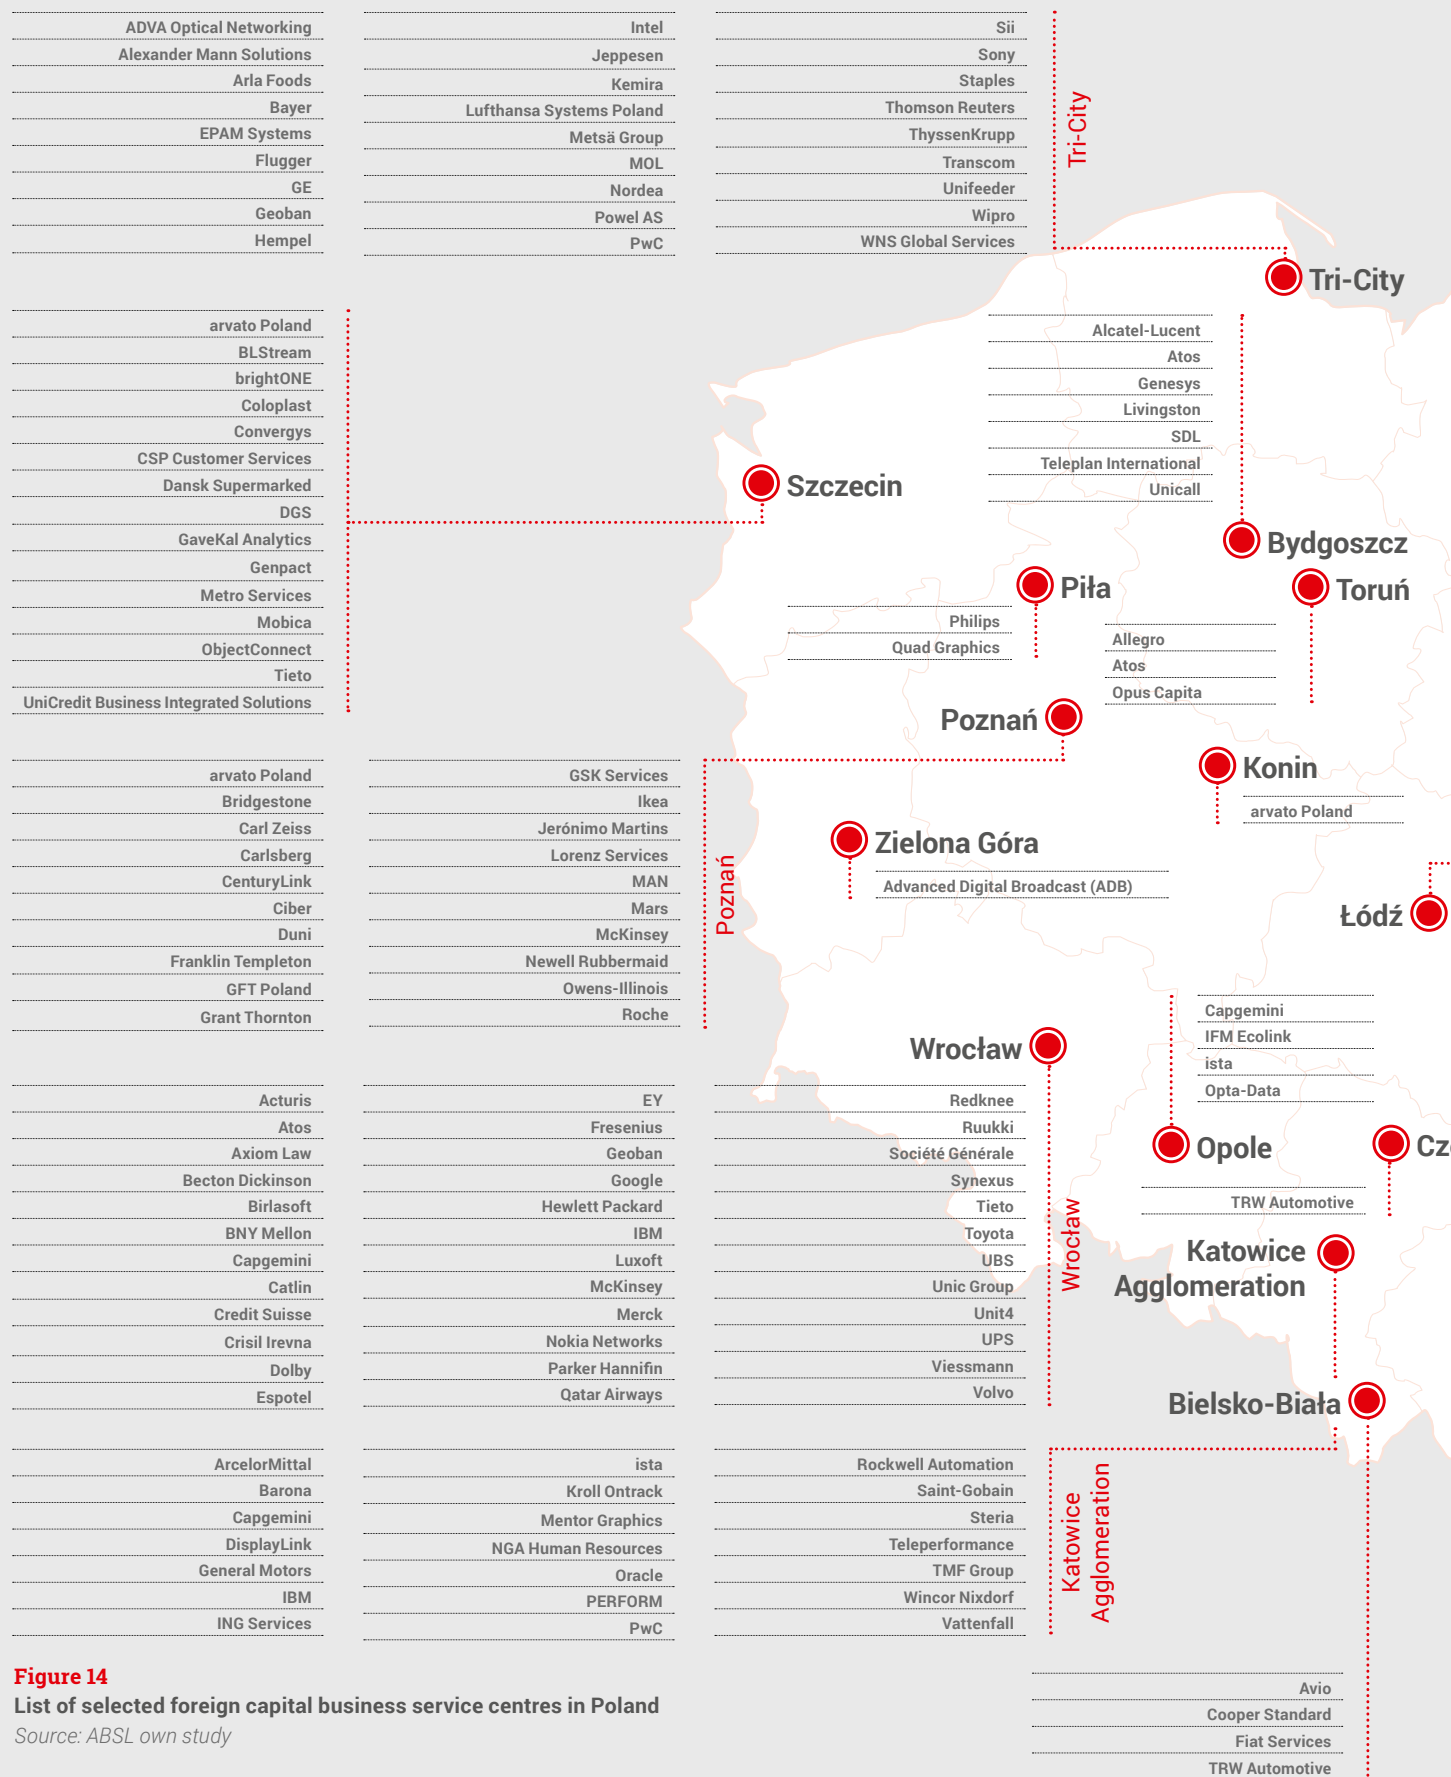 ADVA Optical Networking
Alexander Mann Solutions
Arla Foods
Bayer
EPAM Systems
Flugger
GE
Geoban
Hempel
Intel
Jeppesen
Kemira
Lufthansa Systems Poland
Metsä Group
MOL
Nordea
Powel AS
PwC
Sii
Sony
Staples
Thomson Reuters
ThyssenKrupp
Transcom
Unifeeder
Wipro
WNS Global Services
Tri-City
Tri-City
arvato Poland
BLStream
brightONE
Coloplast
Convergys
CSP Customer Services
Dansk Supermarked
DGS
GaveKal Analytics
Genpact
Metro Services
Mobica
ObjectConnect
Tieto
UniCredit Business Integrated Solutions
Szczecin
Alcatel-Lucent
Atos
Genesys
Livingston
SDL
Teleplan International
Unicall
Bydgoszcz
Piła
Philips
Quad Graphics
Toruń
Allegro
Atos
Opus Capita
Poznań
arvato Poland
Bridgestone
Carl Zeiss
Carlsberg
CenturyLink
Ciber
Duni
Franklin Templeton
GFT Poland
Grant Thornton
GSK Services
Ikea
Jerónimo Martins
Lorenz Services
MAN
Mars
McKinsey
Newell Rubbermaid
Owens-Illinois
Roche
Poznań
Konin
arvato Poland
Zielona Góra
Advanced Digital Broadcast (ADB)
Łódź
Capgemini
IFM Ecolink
ista
Opta-Data
Opole
Wrocław
Acturis
Atos
Axiom Law
Becton Dickinson
Birlasoft
BNY Mellon
Capgemini
Catlin
Credit Suisse
Crisil Irevna
Dolby
Espotel
EY
Fresenius
Geoban
Google
Hewlett Packard
IBM
Luxoft
McKinsey
Merck
Nokia Networks
Parker Hannifin
Qatar Airways
Redknee
Ruukki
Société Générale
Synexus
Tieto
Toyota
UBS
Unic Group
Unit4
UPS
Viessmann
Volvo
Wrocław
TRW Automotive
Katowice
Agglomeration
Bielsko-Biała
ArcelorMittal
Barona
Capgemini
DisplayLink
General Motors
IBM
ING Services
ista
Kroll Ontrack
Mentor Graphics
NGA Human Resources
Oracle
PERFORM
PwC
Rockwell Automation
Saint-Gobain
Steria
Teleperformance
TMF Group
Wincor Nixdorf
Vattenfall
Katowice
Agglomeration
Avio
Cooper Standard
Fiat Services
TRW Automotive
Figure 14
List of selected foreign capital business service centres in Poland
Source: ABSL own study